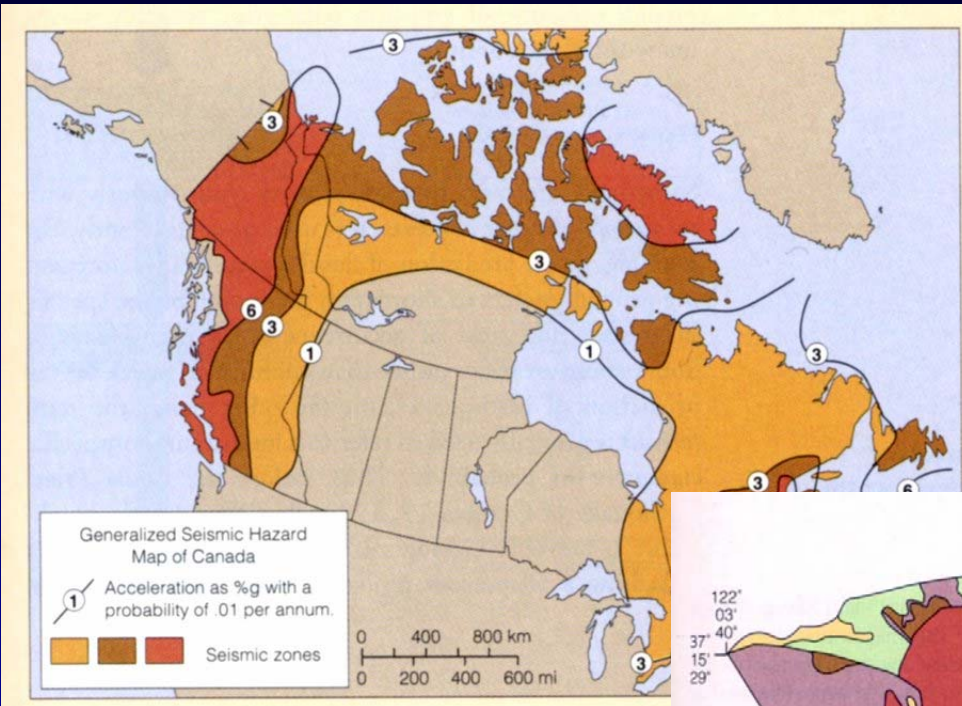 3
3
3
6
3
1
3
1
3
3
6
3
Generalized Seismic Hazard
Map of Canada
1
Acceleration as %g with a
probability of .01 per annum.
Seismic zones
0 400 800 km
0 200 400 600 mi
122°
03'
40"
37°
15'
29"